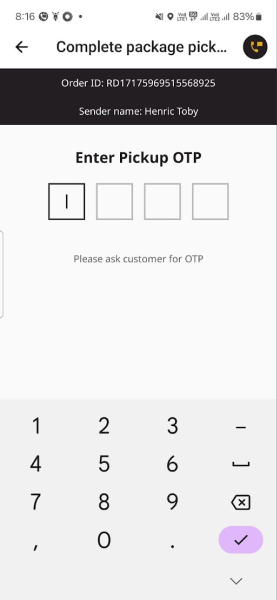 8:16
83%
Complete package pick...
Order ID: RD17175969515568925
Sender name: Henric Toby
Enter Pickup OTP
Please ask customer for OTP
1 2 3 –
4 5 6
7 8 9
, 0 .